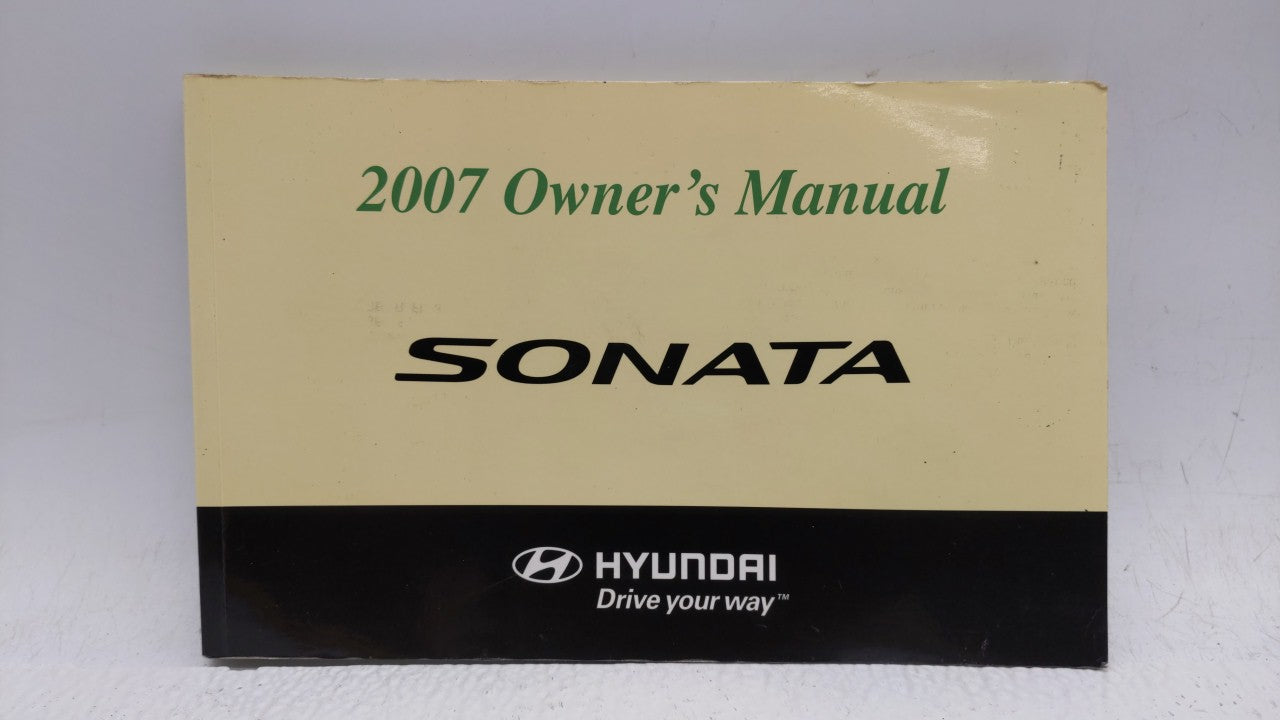 2007 Owner's Manual
SONATA
HYUNDAI
Drive your way™